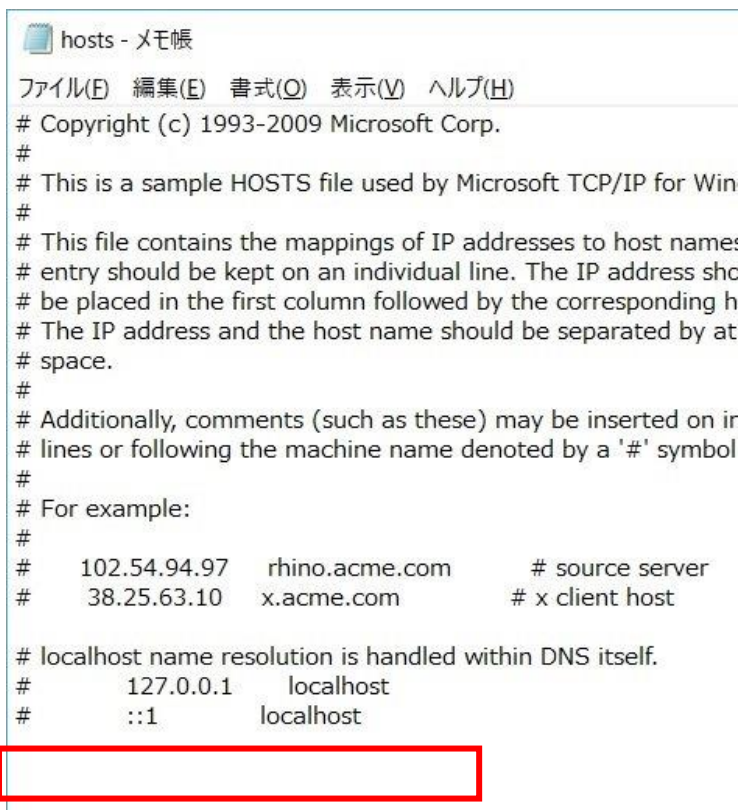 hosts - メモ帳
ファイル(F) 編集(E) 書式(O) 表示(V) ヘルプ(H)
# Copyright (c) 1993-2009 Microsoft Corp.
#
# This is a sample HOSTS file used by Microsoft TCP/IP for
#
# This file contains the mappings of IP addresses to host names
# entry should be kept on an individual line. The IP address
# be placed in the first column followed by the corresponding
# The IP address and the host name should be separated by at
# space.
#
# Additionally, comments (such as these) may be inserted on
# lines or following the machine name denoted by a '#' symbol
#
# For example:
#
# 102.54.94.97 rhino.acme.com # source server
# 38.25.63.10 x.acme.com # x client host
# localhost name resolution is handled within DNS itself.
# 127.0.0.1 localhost
# ::1 localhost